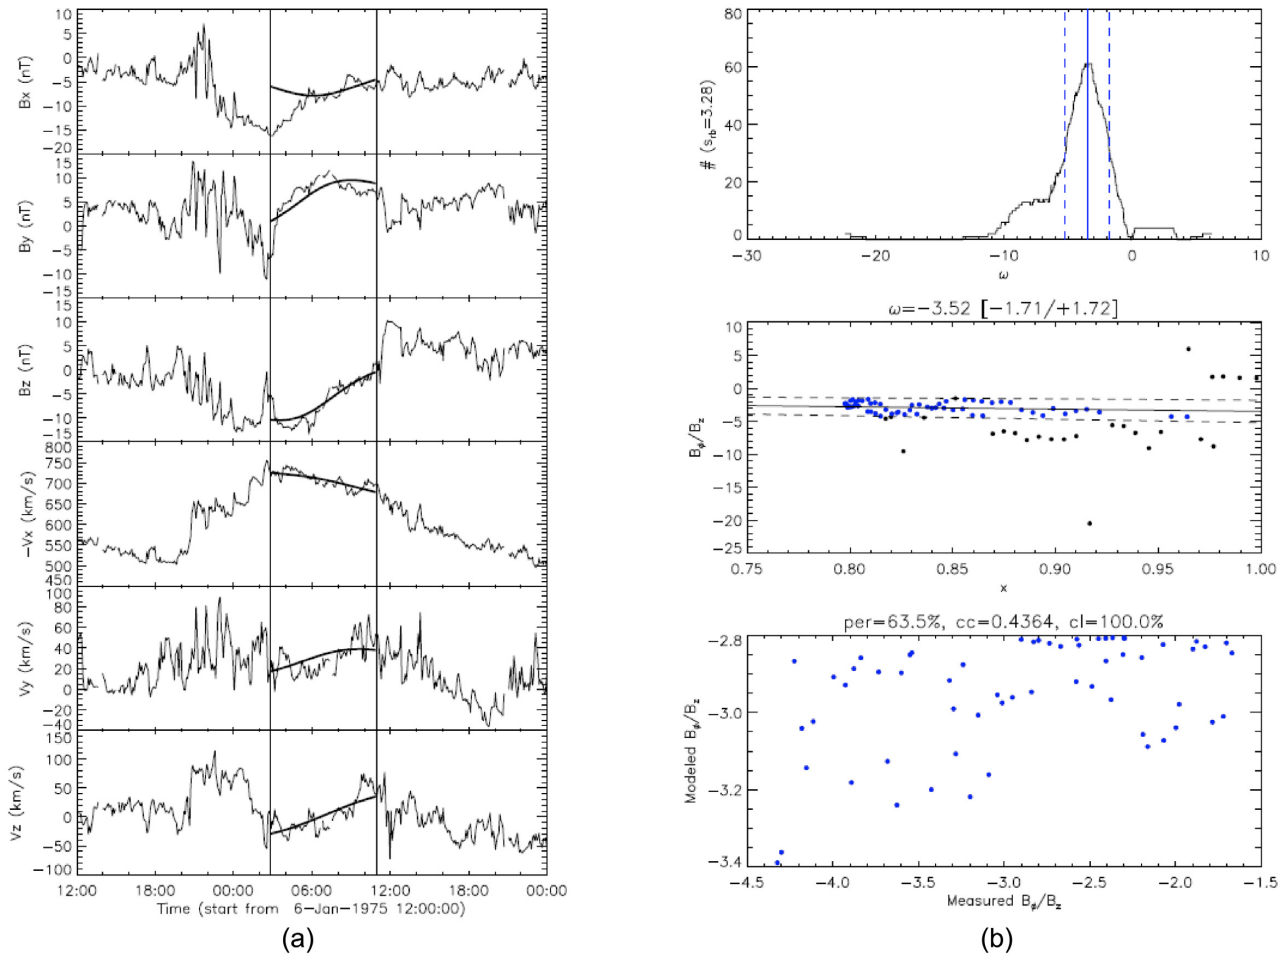 10
5
0
−5
−10
−15
−20
Bx (nT)
15
10
5
0
−5
−10
−15
By (nT)
15
10
5
0
−5
−10
−15
Bz (nT)
800
750
700
650
600
550
500
450
−Vx (km/s)
100
80
60
40
20
0
−20
−40
Vy (km/s)
150
100
50
0
−50
−100
Vz (km/s)
12:00 18:00 00:00 6:00 12:00 18:00 00:00
Time (start from 6−Jan−1975 12:00:00)
(a)
80
60
40
20
0
# (s_rb=3.28)
−30 −20 −10 0 10
ω
ω=−3.52 [−1.71/+1.72]
10
5
0
−5
−10
−15
−20
−25
B_ϕ/B_z
0.75 0.80 0.85 0.90 0.95 1.00
x
per=63.5%, cc=0.4364, cl=100.0%
−2.8
−3.0
−3.2
−3.4
Modeled B_ϕ/B_z
−4.5 −4.0 −3.5 −3.0 −2.5 −2.0 −1.5
Measured B_ϕ/B_z
(b)